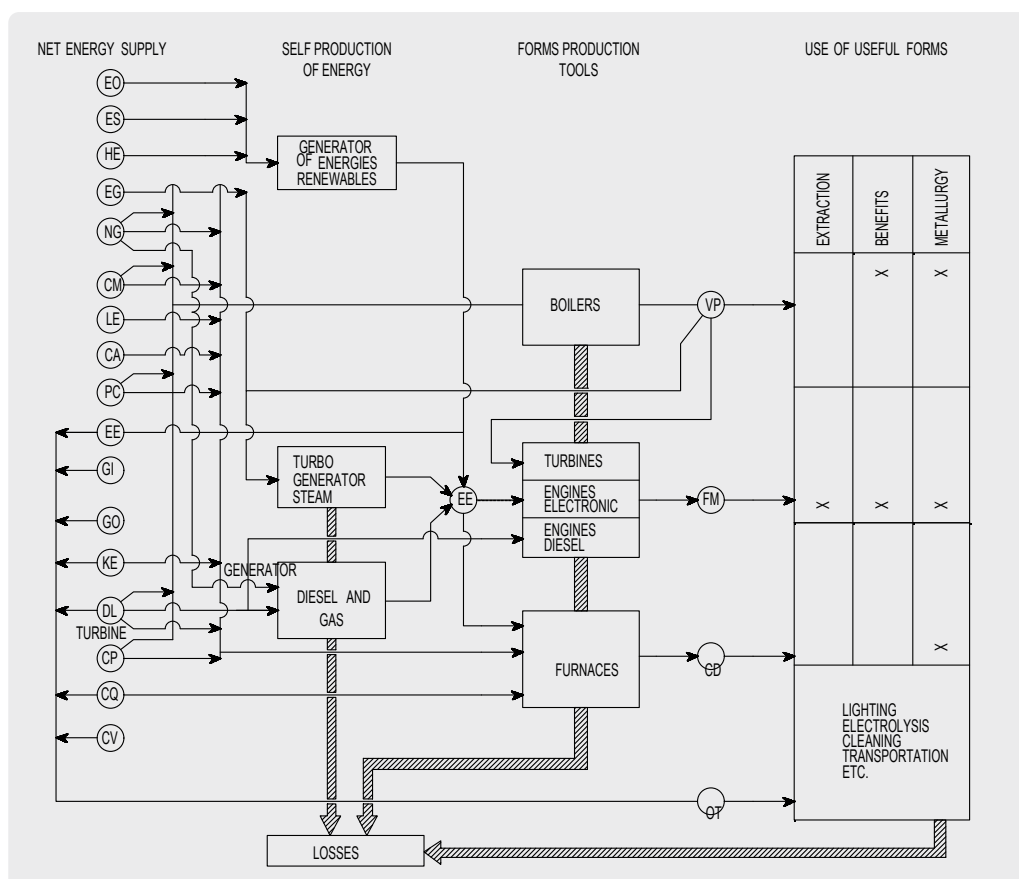 NET ENERGY SUPPLY
SELF PRODUCTION
OF ENERGY
FORMS PRODUCTION
TOOLS
USE OF USEFUL FORMS
EO
ES
HE
EG
NG
CM
LE
CA
PC
EE
GI
GO
KE
DL
TURBINE
CP
CQ
CV
GENERATOR
OF ENERGIES
RENEWABLES
TURBO
GENERATOR
STEAM
GENERATOR
DIESEL AND
GAS
EE
BOILERS
TURBINES
ENGINES
ELECTRONIC
ENGINES
DIESEL
FURNACES
VP
FM
CD
OT
EXTRACTION
BENEFITS
METALLURGY
X X
X X X
X
LIGHTING
ELECTROLYSIS
CLEANING
TRANSPORTATION
ETC.
LOSSES